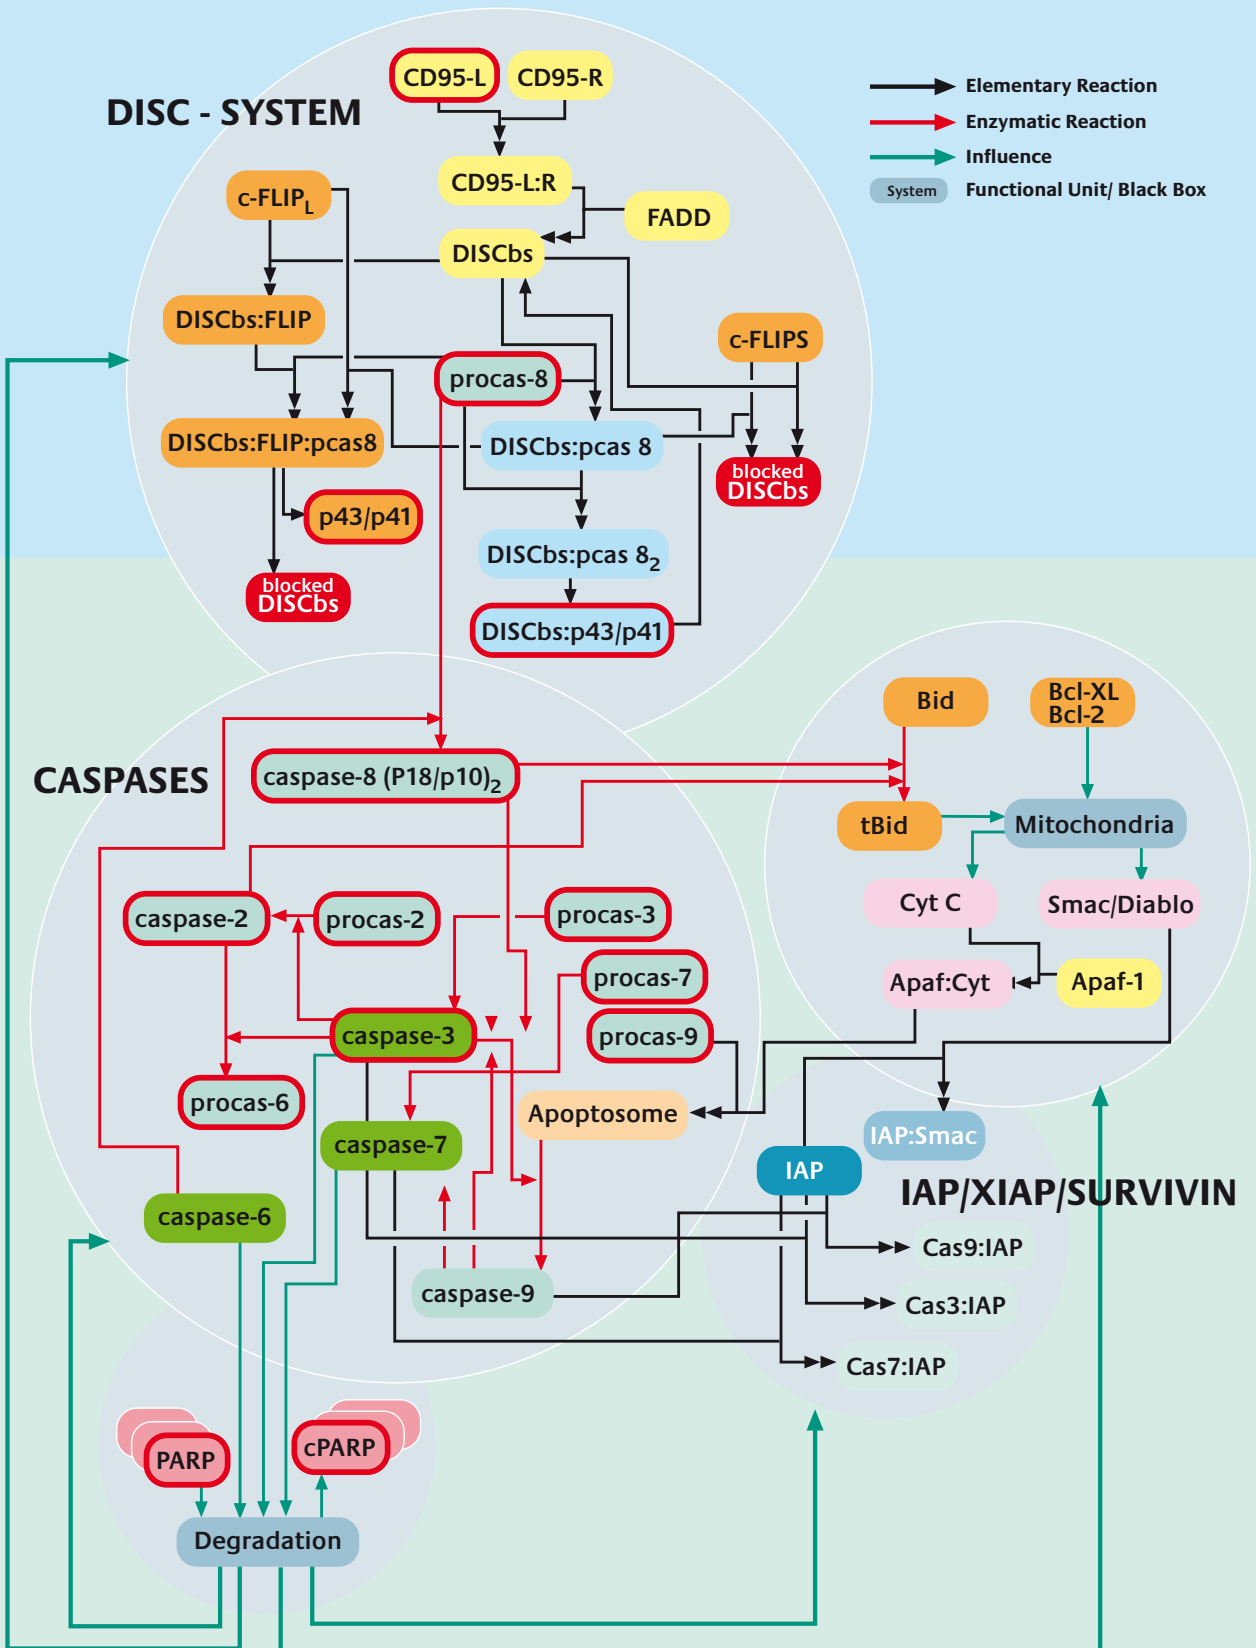 CD95-L
CD95-R
DISC - SYSTEM
Elementary Reaction
Enzymatic Reaction
Influence
System
Functional Unit/ Black Box
CD95-L:R
c-FLIPL
FADD
DISCbs
DISCbs:FLIP
c-FLIPS
procas-8
DISCbs:FLIP:pcas8
DISCbs:pcas 8
blocked
DISCbs
p43/p41
DISCbs:pcas 82
blocked
DISCbs
DISCbs:p43/p41
Bid
Bcl-XL
Bcl-2
CASPASES
caspase-8 (P18/p10)2
tBid
Mitochondria
caspase-2
procas-2
procas-3
Cyt C
Smac/Diablo
procas-7
Apaf:Cyt
Apaf-1
caspase-3
procas-9
procas-6
Apoptosome
IAP:Smac
caspase-7
IAP
IAP/XIAP/SURVIVIN
caspase-6
Cas9:IAP
caspase-9
Cas3:IAP
Cas7:IAP
PARP
cPARP
Degradation